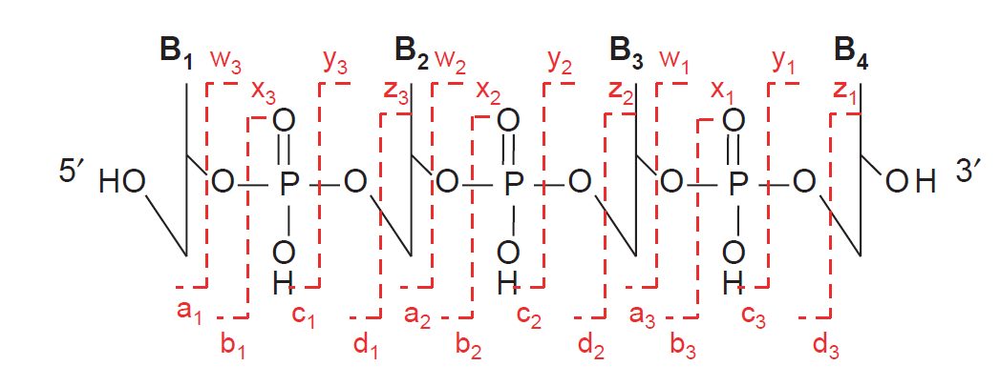 B₁ w₃ y₃ B₂ w₂ y₂ B₃ w₁ y₁ B₄
x₃ z₃ x₂ z₂ x₁ z₁
O O O
5′ HO O P O O P O O P O OH 3′
O O O
H H H
a₁ c₁ a₂ c₂ a₃ c₃
b₁ d₁ b₂ d₂ b₃ d₃